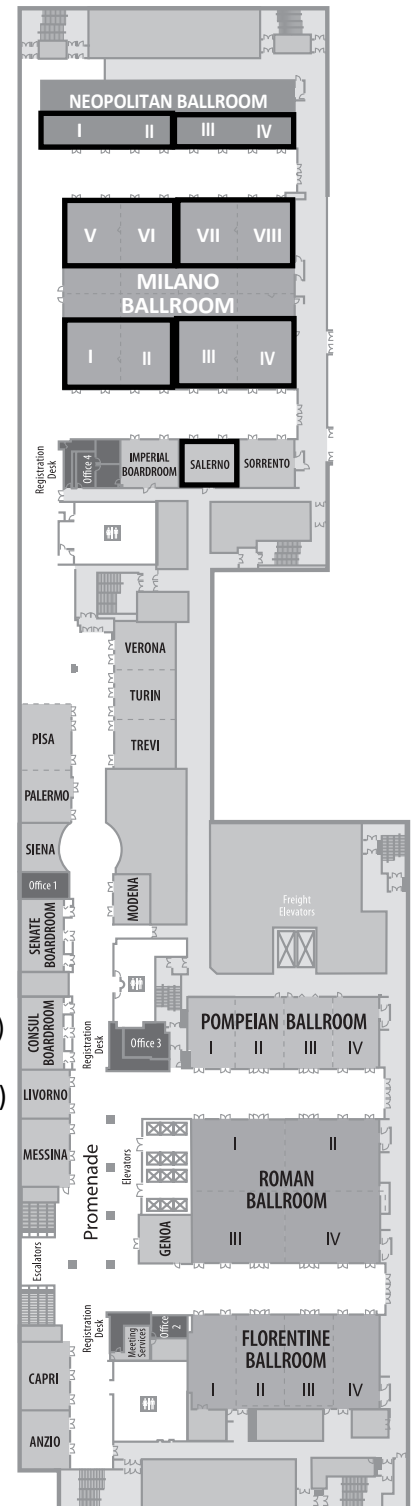 NEOPOLITAN BALLROOM
I
II
III
IV
V
VI
VII
VIII
MILANO
BALLROOM
I
II
III
IV
Registration
Desk
Office 4
IMPERIAL
BOARDROOM
SALERNO
SORRENTO
VERONA
TURIN
TREVI
PISA
PALERMO
SIENA
Office 1
MODENA
SENATE
BOARDROOM
Freight
Elevators
CONSUL
BOARDROOM
)
Registration
Desk
Office 3
POMPEIAN BALLROOM
I
II
III
IV
LIVORNO
)
MESSINA
Promenade
Elevators
I
II
ROMAN
BALLROOM
III
IV
GENOA
Escalators
Registration
Desk
Meeting
Services
Office
2
FLORENTINE
BALLROOM
I
II
III
IV
CAPRI
ANZIO